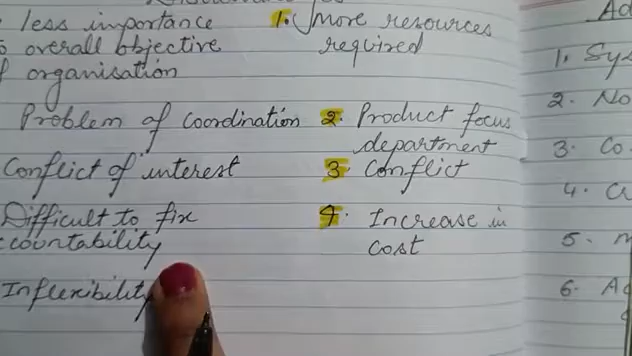 less importance
overall objective
organisation
Problem of coordination
Conflict of interest
Difficult to fix
ccountability
Inflexibility
1. more resources
required
2. Product focus
department
3. Conflict
4. Increase in
cost
1. Sy
2. No
3. Co
4.
5.
6. Ad